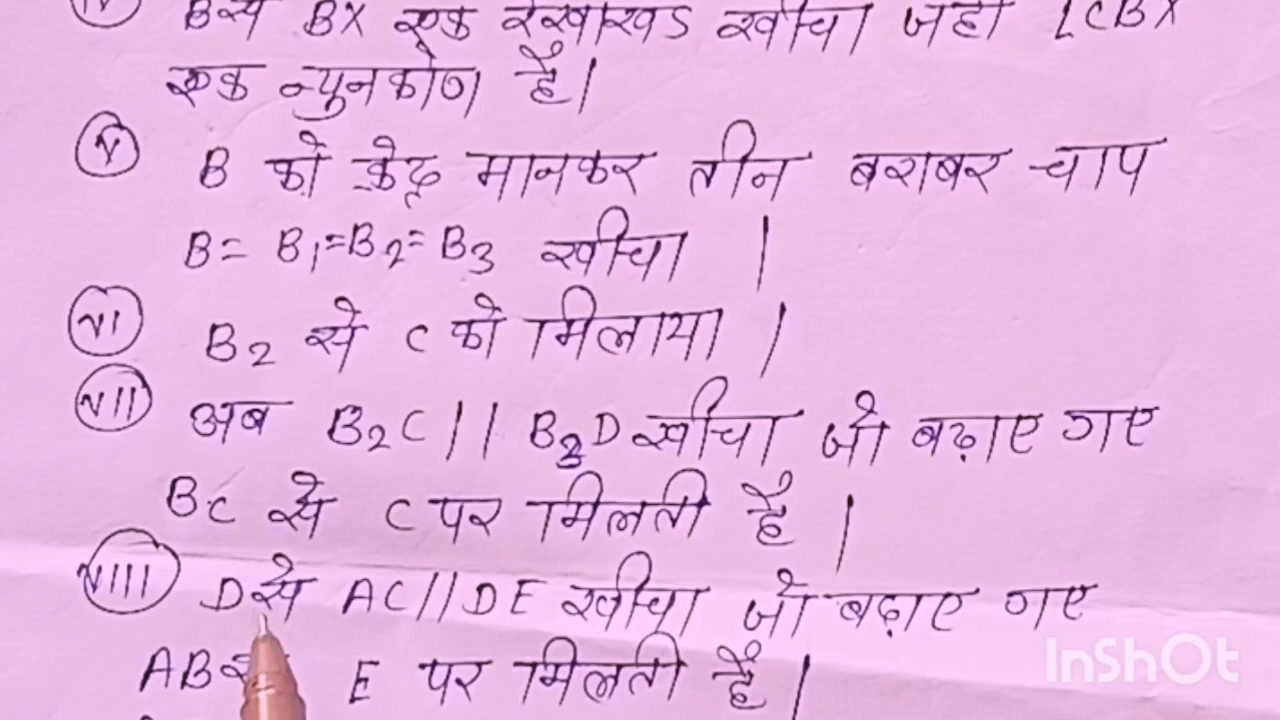 B से BX एक रेखाखंड खींचा जहां ∠CBX
एक न्युनकोण है।
(v) B को केंद्र मानकर तीन बराबर चाप
B = B₁=B₂= B₃ खींचा |
(vi) B₂ से C को मिलाया |
(vii) अब B₂C || B₃D खींचा जो बढ़ाए गए
BC से C पर मिलती है |
(viii) D से AC || DE खींचा जो बढ़ाए गए
AB से E पर मिलती है |
InShOt